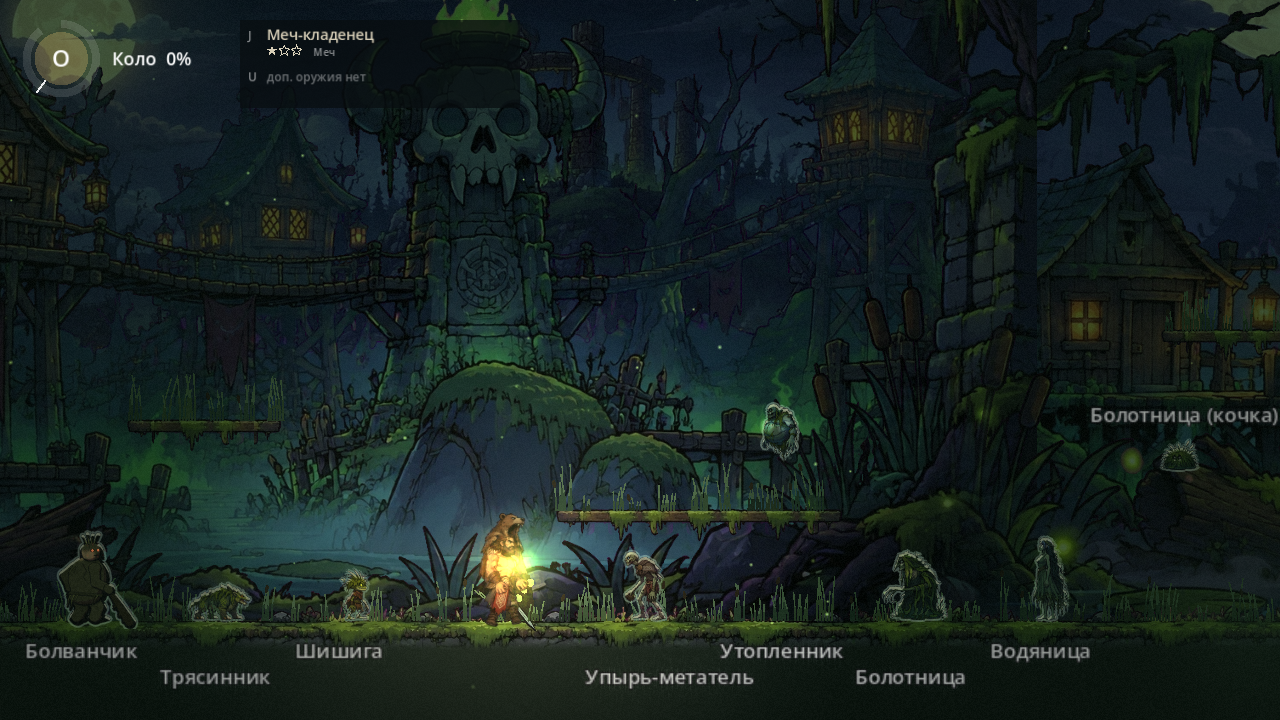 О
Коло 0%
J Меч-кладенец
Меч
U доп. оружия нет
Болотница (кочка)
Болванчик
Трясинник
Шишига
Упырь-метатель
Утопленник
Болотница
Водяница